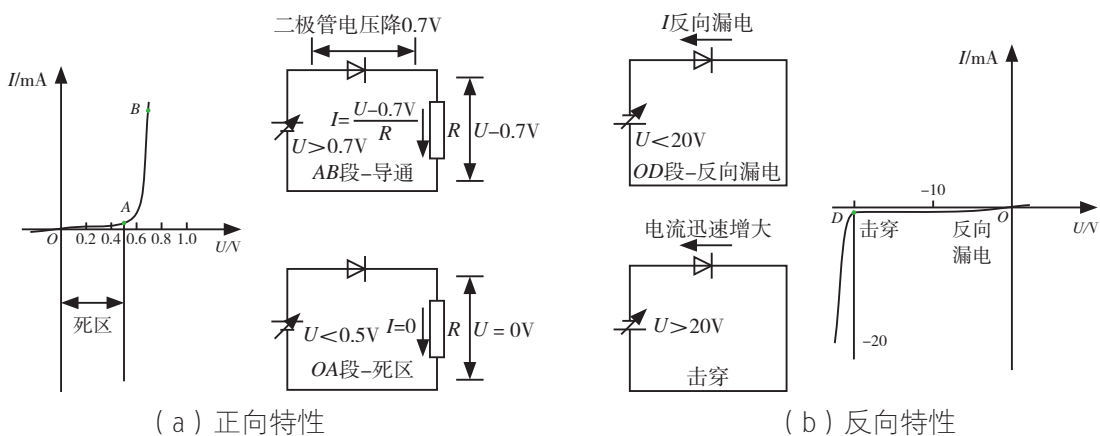 二极管电压降0.7V
I/mA
B
A
O
0.2 0.4 0.6 0.8 1.0
U/V
死区
I=(U-0.7V)/R
U>0.7V
R
U-0.7V
AB段-导通
U<0.5V
I=0
R
U = 0V
OA段-死区
(a)正向特性
I反向漏电
U<20V
OD段-反向漏电
电流迅速增大
U>20V
击穿
I/mA
-10
D
击穿
反向
漏电
O
U/V
-20
(b)反向特性